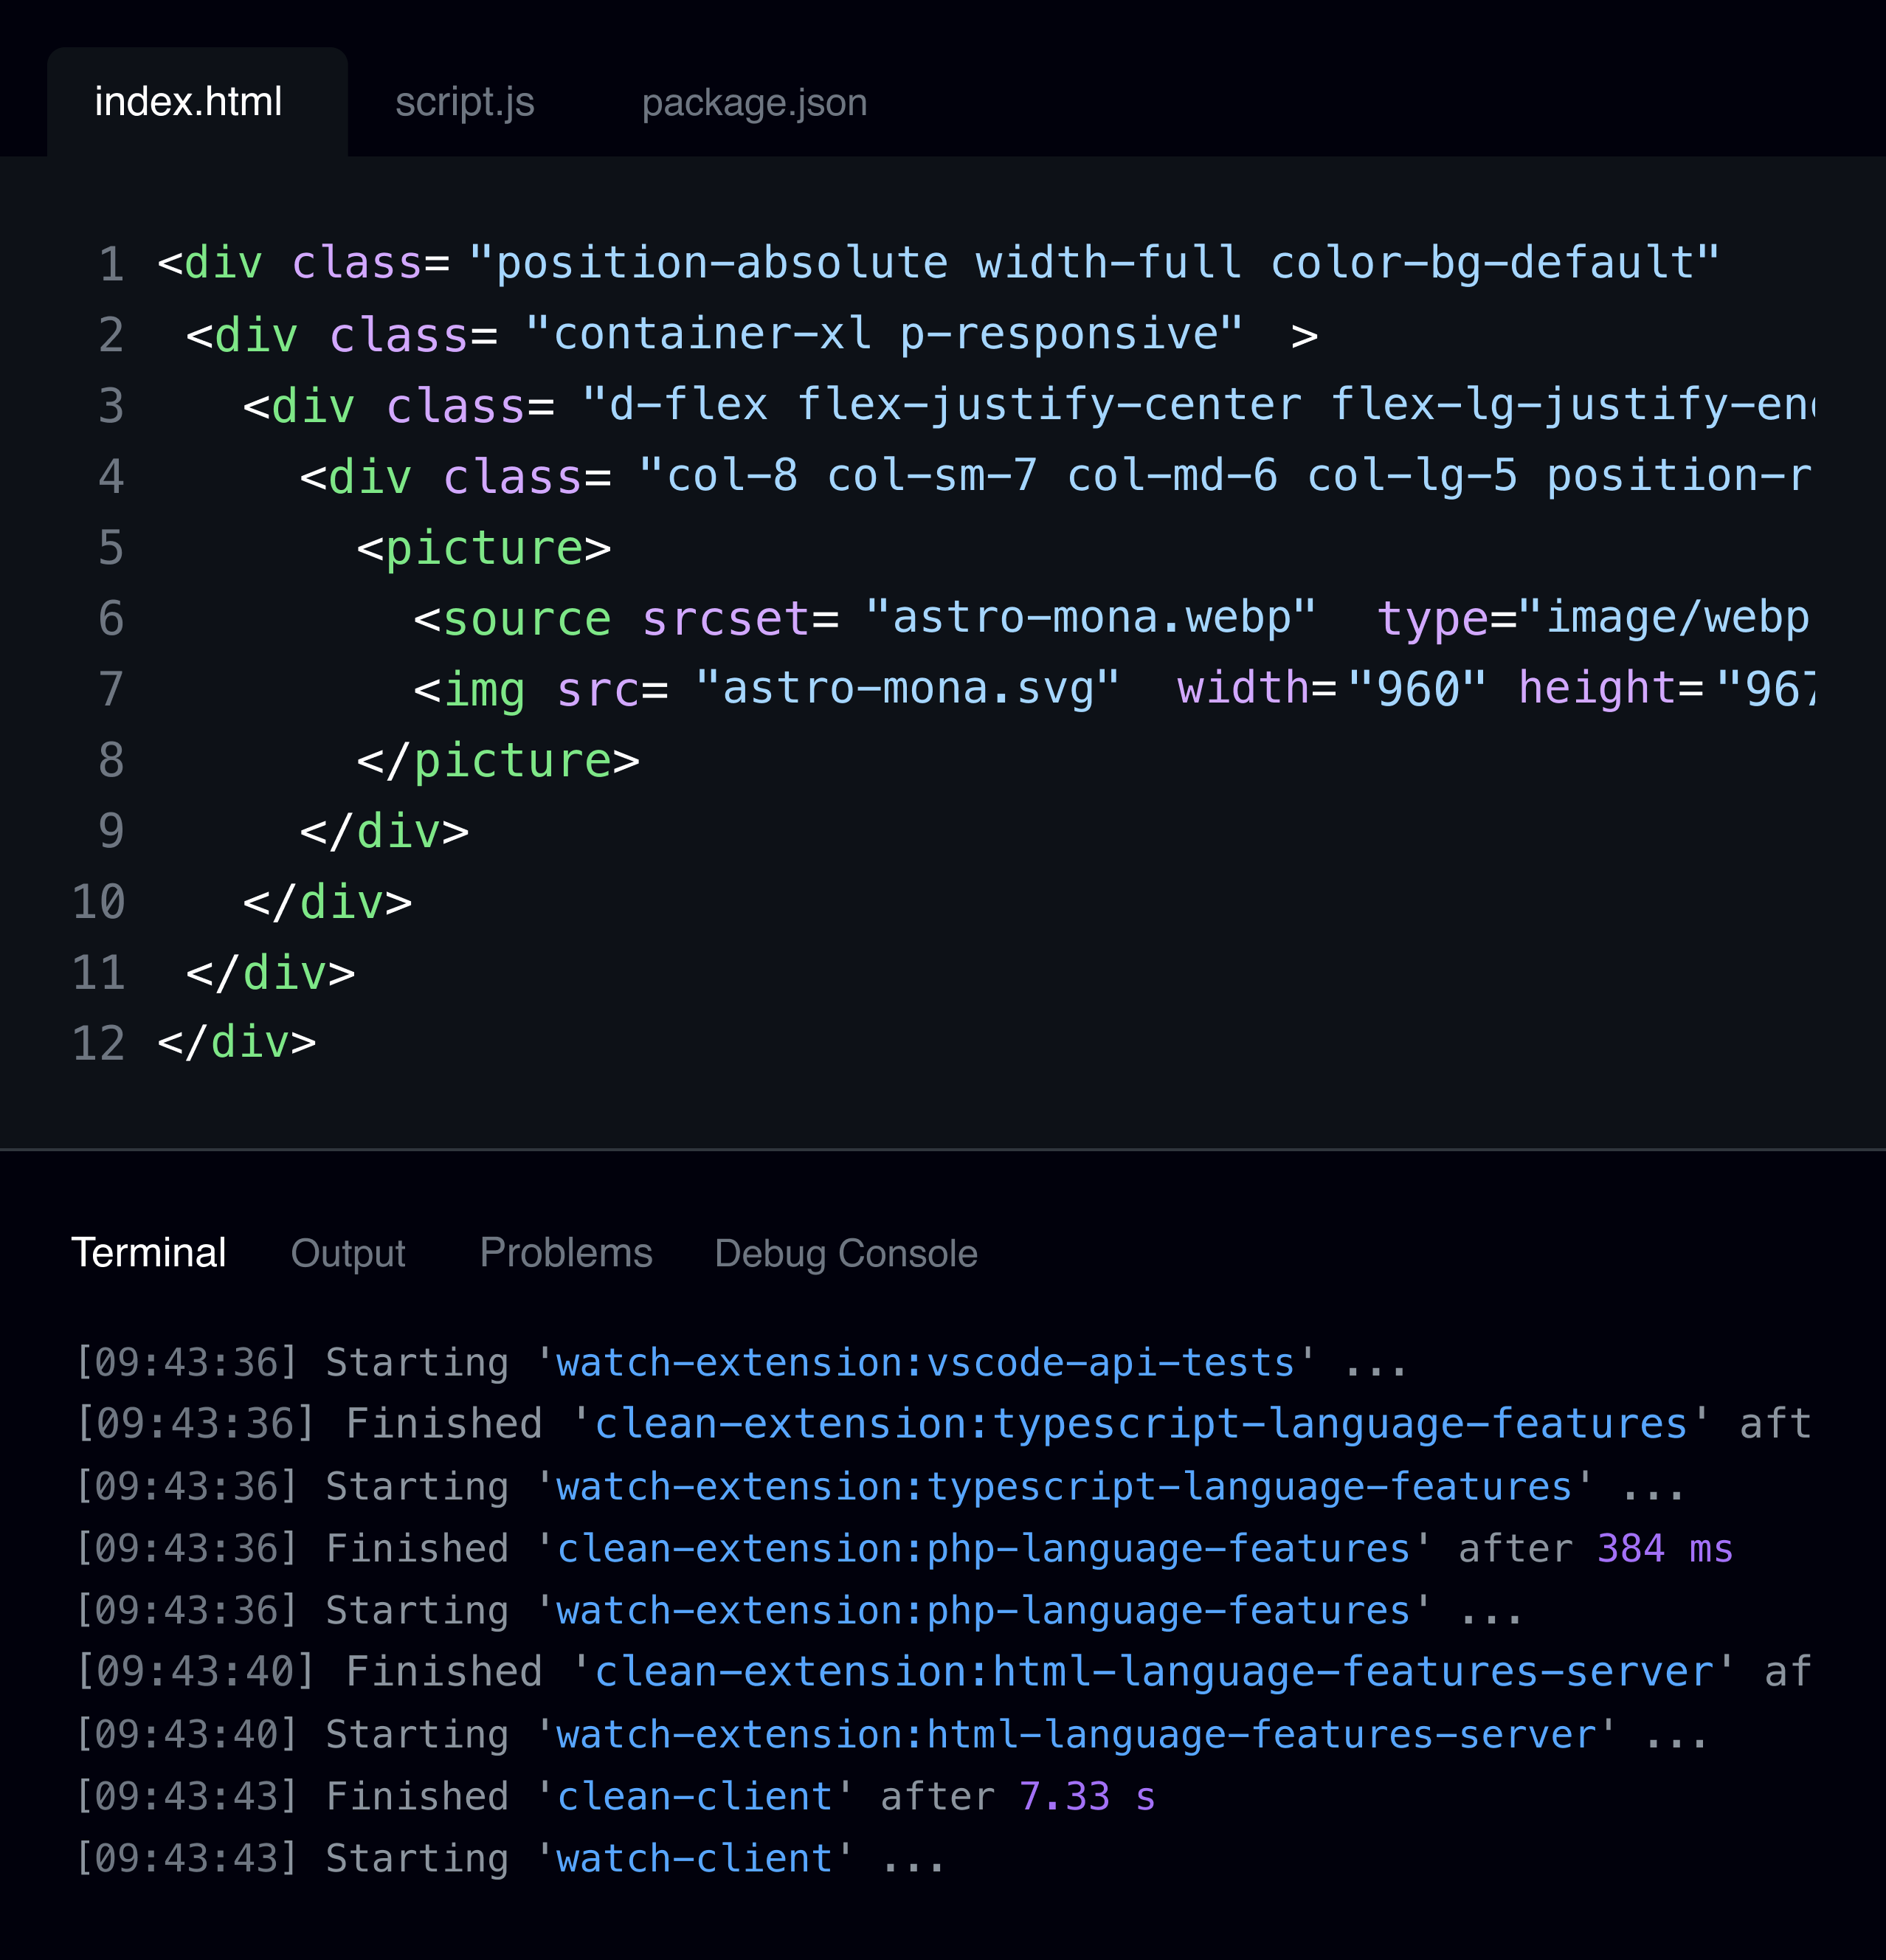 index.html script.js package.json
1 <div class= "position-absolute width-full color-bg-default"
2 <div class= "container-xl p-responsive" >
3 <div class= "d-flex flex-justify-center flex-lg-justify-en
4 <div class= "col-8 col-sm-7 col-md-6 col-lg-5 position-r
5 <picture>
6 <source srcset= "astro-mona.webp" type="image/webp
7 <img src= "astro-mona.svg" width="960" height="967
8 </picture>
9 </div>
10 </div>
11 </div>
12 </div>
Terminal Output Problems Debug Console
[09:43:36] Starting 'watch-extension:vscode-api-tests' ...
[09:43:36] Finished 'clean-extension:typescript-language-features' aft
[09:43:36] Starting 'watch-extension:typescript-language-features' ...
[09:43:36] Finished 'clean-extension:php-language-features' after 384 ms
[09:43:36] Starting 'watch-extension:php-language-features' ...
[09:43:40] Finished 'clean-extension:html-language-features-server' af
[09:43:40] Starting 'watch-extension:html-language-features-server' ...
[09:43:43] Finished 'clean-client' after 7.33 s
[09:43:43] Starting 'watch-client' ...